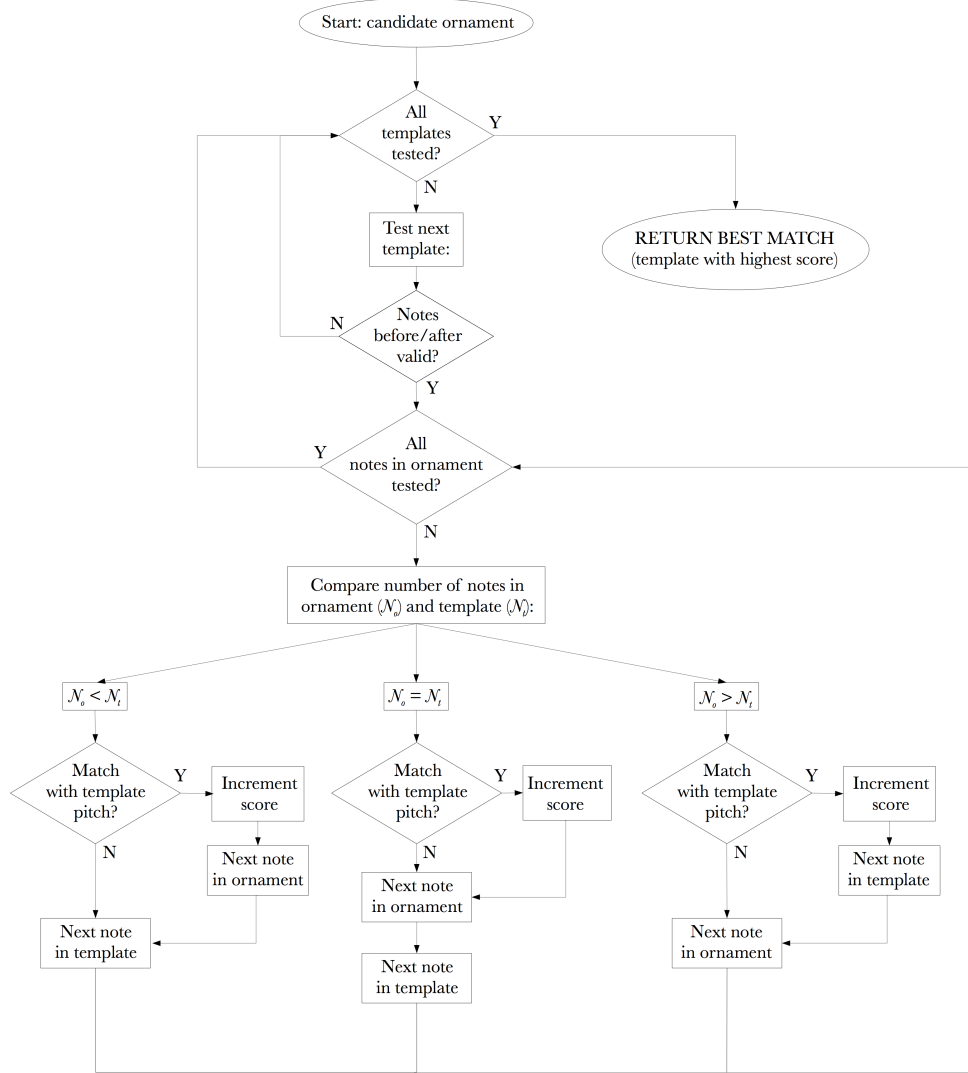 Start: candidate ornament
All
templates
tested?
Y
N
Test next
template:
RETURN BEST MATCH
(template with highest score)
N
Notes
before/after
valid?
Y
Y
All
notes in ornament
tested?
N
Compare number of notes in
ornament (𝒩ₒ) and template (𝒩ₜ):
𝒩ₒ < 𝒩ₜ
𝒩ₒ = 𝒩ₜ
𝒩ₒ > 𝒩ₜ
Match
with template
pitch?
Y
Increment
score
N
Next note
in ornament
Next note
in template
Match
with template
pitch?
Y
Increment
score
N
Next note
in ornament
Next note
in template
Match
with template
pitch?
Y
Increment
score
N
Next note
in template
Next note
in ornament